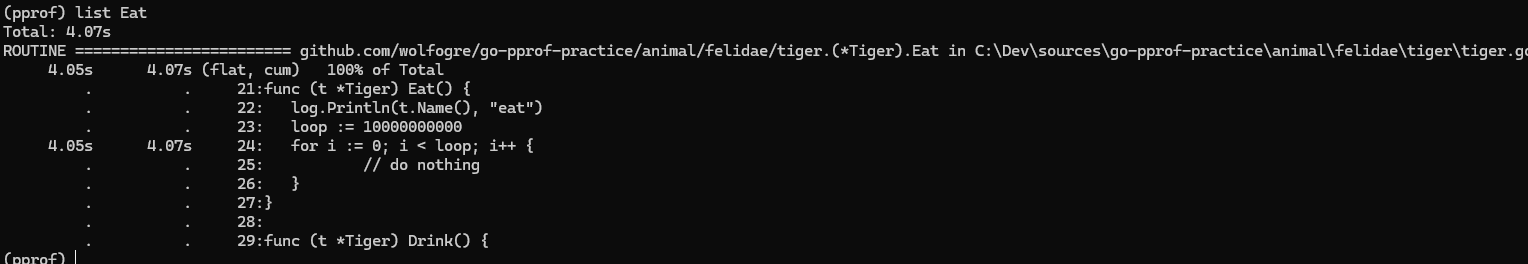 (pprof) list Eat
Total: 4.07s
ROUTINE ======================== github.com/wolfogre/go-pprof-practice/animal/felidae/tiger.(*Tiger).Eat in C:\Dev\sources\go-pprof-practice\animal\felidae\tiger\tiger.go
     4.05s      4.07s (flat, cum)   100% of Total
         .          .     21:func (t *Tiger) Eat() {
         .          .     22:   log.Println(t.Name(), "eat")
         .          .     23:   loop := 10000000000
     4.05s      4.07s     24:   for i := 0; i < loop; i++ {
         .          .     25:           // do nothing
         .          .     26:   }
         .          .     27:}
         .          .     28:
         .          .     29:func (t *Tiger) Drink() {
(pprof)